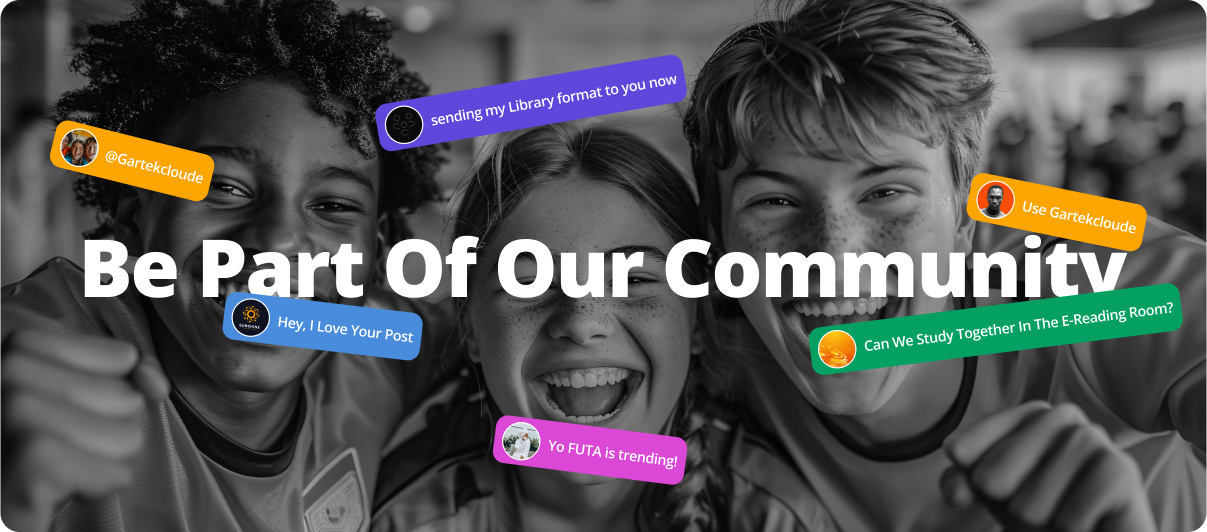 sending my Library format to you now
@Gartekcloude
Use Gartekcloude
Be Part Of Our Community
SUNSHINE
Hey, I Love Your Post
Can We Study Together In The E-Reading Room?
Yo FUTA is trending!